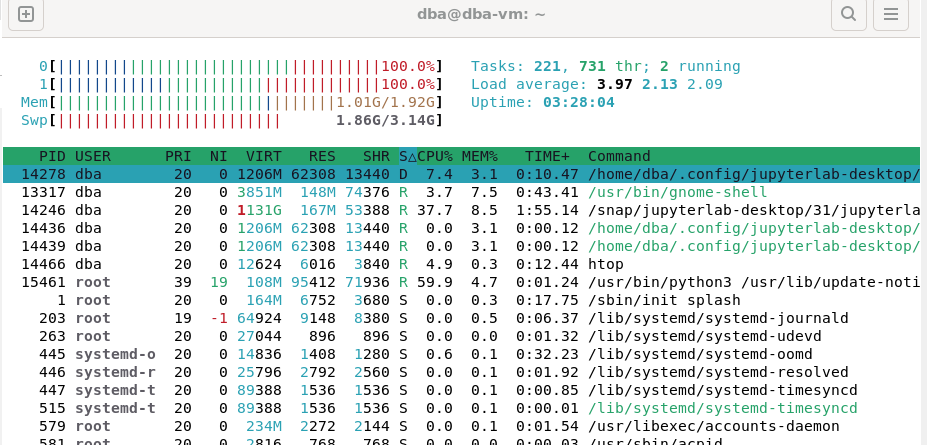 dba@dba-vm: ~
0[||||||||||||||||||||||||||||||||||||100.0%] Tasks: 221, 731 thr; 2 running
1[||||||||||||||||||||||||||||||||||||100.0%] Load average: 3.97 2.13 2.09
Mem[|||||||||||||||||||||||||||||||1.01G/1.92G] Uptime: 03:28:04
Swp[||||||||||||||||||||||||| 1.86G/3.14G]
PID USER PRI NI VIRT RES SHR S△CPU% MEM% TIME+ Command
14278 dba 20 0 1206M 62308 13440 D 7.4 3.1 0:10.47 /home/dba/.config/jupyterlab-desktop/
13317 dba 20 0 3851M 148M 74376 R 3.7 7.5 0:43.41 /usr/bin/gnome-shell
14246 dba 20 0 1131G 167M 53388 R 37.7 8.5 1:55.14 /snap/jupyterlab-desktop/31/jupyterla
14436 dba 20 0 1206M 62308 13440 R 0.0 3.1 0:00.12 /home/dba/.config/jupyterlab-desktop/
14439 dba 20 0 1206M 62308 13440 R 0.0 3.1 0:00.12 /home/dba/.config/jupyterlab-desktop/
14466 dba 20 0 12624 6016 3840 R 4.9 0.3 0:12.44 htop
15461 root 39 19 108M 95412 71936 R 59.9 4.7 0:01.24 /usr/bin/python3 /usr/lib/update-noti
1 root 20 0 164M 6752 3680 S 0.0 0.3 0:17.75 /sbin/init splash
203 root 19 -1 64924 9148 8380 S 0.0 0.5 0:06.37 /lib/systemd/systemd-journald
263 root 20 0 27044 896 896 S 0.0 0.0 0:01.32 /lib/systemd/systemd-udevd
445 systemd-o 20 0 14836 1408 1280 S 0.6 0.1 0:32.23 /lib/systemd/systemd-oomd
446 systemd-r 20 0 25796 2792 2560 S 0.0 0.1 0:01.92 /lib/systemd/systemd-resolved
447 systemd-t 20 0 89388 1536 1536 S 0.0 0.1 0:00.85 /lib/systemd/systemd-timesyncd
515 systemd-t 20 0 89388 1536 1536 S 0.0 0.1 0:00.01 /lib/systemd/systemd-timesyncd
579 root 20 0 234M 2272 2144 S 0.0 0.1 0:01.54 /usr/libexec/accounts-daemon
581 root 20 0 2816 768 768 S 0.0 0.0 0:00.03 /usr/sbin/acpid